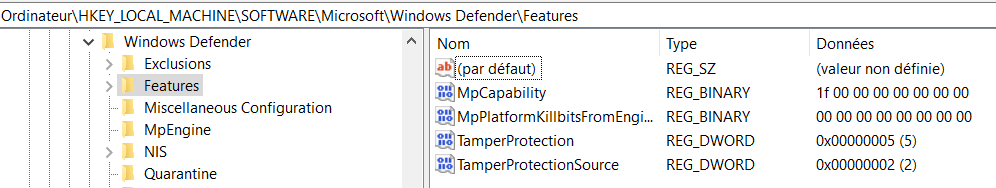 Ordinateur\HKEY_LOCAL_MACHINE\SOFTWARE\Microsoft\Windows Defender\Features
Windows Defender
Exclusions
Features
Miscellaneous Configuration
MpEngine
NIS
Quarantine
Nom Type Données
(par défaut) REG_SZ (valeur non définie)
MpCapability REG_BINARY 1f 00 00 00 00 00 00 00
MpPlatformKillbitsFromEngi... REG_BINARY 00 00 00 00 00 00 00 00
TamperProtection REG_DWORD 0x00000005 (5)
TamperProtectionSource REG_DWORD 0x00000002 (2)